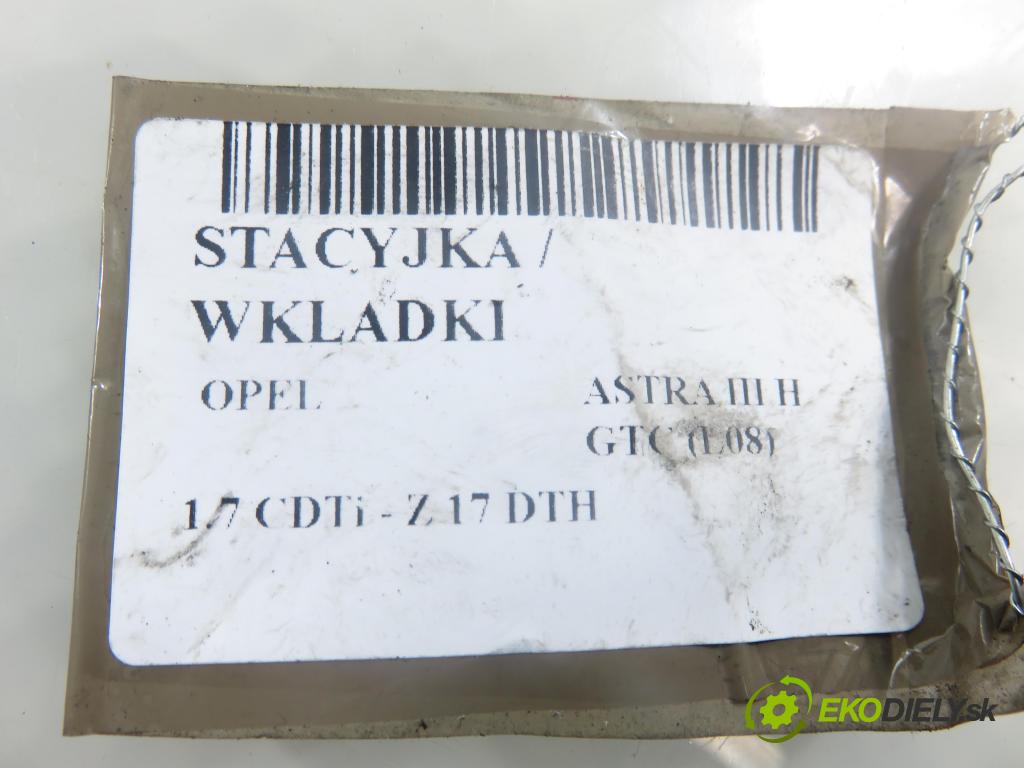 STACYJKA /
WKLADKI
OPEL ASTRA III H
GTC (L08)
1.7 CDTi - Z 17 DTH
EKODIELY.sk